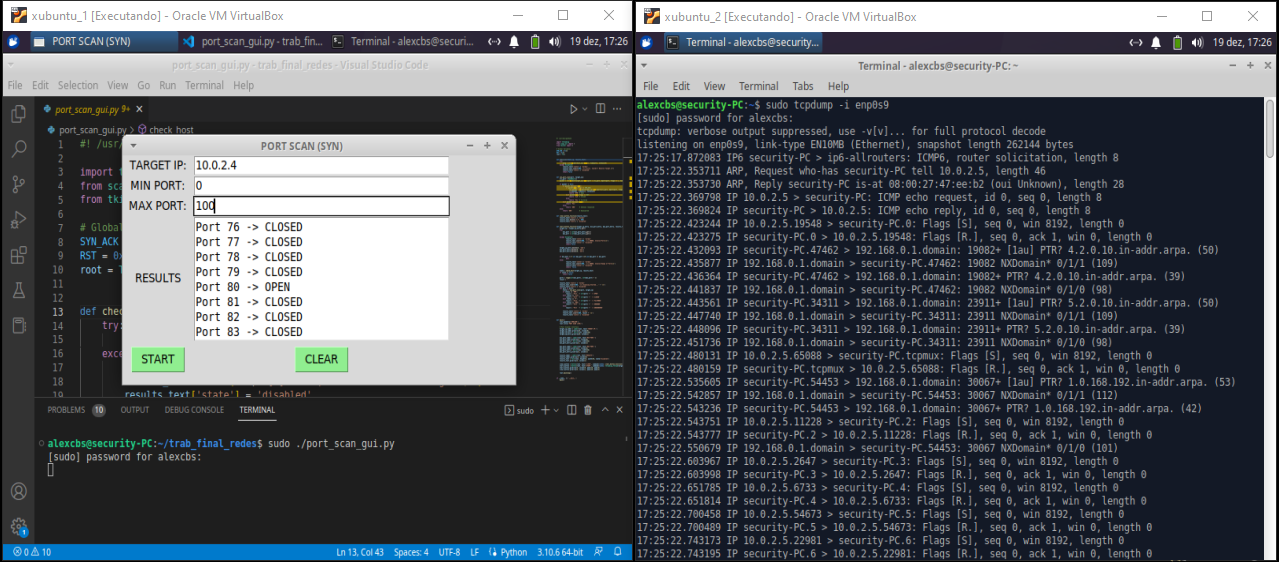 xubuntu_1 [Executando] - Oracle VM VirtualBox
PORT SCAN (SYN)
port_scan_gui.py - trab_fin...
Terminal - alexcbs@securi...
19 dez, 17:26
port_scan_gui.py - trab_final_redes - Visual Studio Code
File Edit Selection View Go Run Terminal Help
port_scan_gui.py 9+
port_scan_gui.py > check_host
1 #! /usr/
2
3 import t
4 from sca
5 from tki
6
7 # Global
8 SYN_ACK
9 RST = 0x
10 root = T
11
12
13 def chec
14 try:
15
16 exce
17
18
19 results_text['state'] = 'disabled'
PORT SCAN (SYN)
TARGET IP: 10.0.2.4
MIN PORT: 0
MAX PORT: 100
RESULTS
Port 76 -> CLOSED
Port 77 -> CLOSED
Port 78 -> CLOSED
Port 79 -> CLOSED
Port 80 -> OPEN
Port 81 -> CLOSED
Port 82 -> CLOSED
Port 83 -> CLOSED
START CLEAR
PROBLEMS 10 OUTPUT DEBUG CONSOLE TERMINAL
sudo
alexcbs@security-PC:~/trab_final_redes$ sudo ./port_scan_gui.py
[sudo] password for alexcbs:
1
0 10
Ln 13, Col 43 Spaces: 4 UTF-8 LF Python 3.10.6 64-bit
xubuntu_2 [Executando] - Oracle VM VirtualBox
Terminal - alexcbs@security...
19 dez, 17:26
Terminal - alexcbs@security-PC: ~
File Edit View Terminal Tabs Help
alexcbs@security-PC:~$ sudo tcpdump -i enp0s9
[sudo] password for alexcbs:
tcpdump: verbose output suppressed, use -v[v]... for full protocol decode
listening on enp0s9, link-type EN10MB (Ethernet), snapshot length 262144 bytes
17:25:17.872083 IP6 security-PC > ip6-allrouters: ICMP6, router solicitation, length 8
17:25:22.353711 ARP, Request who-has security-PC tell 10.0.2.5, length 46
17:25:22.353730 ARP, Reply security-PC is-at 08:00:27:47:ee:b2 (oui Unknown), length 28
17:25:22.369798 IP 10.0.2.5 > security-PC: ICMP echo request, id 0, seq 0, length 8
17:25:22.369824 IP security-PC > 10.0.2.5: ICMP echo reply, id 0, seq 0, length 8
17:25:22.423244 IP 10.0.2.5.19548 > security-PC.0: Flags [S], seq 0, win 8192, length 0
17:25:22.423275 IP security-PC.0 > 10.0.2.5.19548: Flags [R.], seq 0, ack 1, win 0, length 0
17:25:22.432093 IP security-PC.47462 > 192.168.0.1.domain: 19082+ [1au] PTR? 4.2.0.10.in-addr.arpa. (50)
17:25:22.435877 IP 192.168.0.1.domain > security-PC.47462: 19082 NXDomain* 0/1/1 (109)
17:25:22.436364 IP security-PC.47462 > 192.168.0.1.domain: 19082+ PTR? 4.2.0.10.in-addr.arpa. (39)
17:25:22.441837 IP 192.168.0.1.domain > security-PC.47462: 19082 NXDomain* 0/1/0 (98)
17:25:22.443561 IP security-PC.34311 > 192.168.0.1.domain: 23911+ [1au] PTR? 5.2.0.10.in-addr.arpa. (50)
17:25:22.447740 IP 192.168.0.1.domain > security-PC.34311: 23911 NXDomain* 0/1/1 (109)
17:25:22.448096 IP security-PC.34311 > 192.168.0.1.domain: 23911+ PTR? 5.2.0.10.in-addr.arpa. (39)
17:25:22.451736 IP 192.168.0.1.domain > security-PC.34311: 23911 NXDomain* 0/1/0 (98)
17:25:22.480131 IP 10.0.2.5.65088 > security-PC.tcpmux: Flags [S], seq 0, win 8192, length 0
17:25:22.480159 IP security-PC.tcpmux > 10.0.2.5.65088: Flags [R.], seq 0, ack 1, win 0, length 0
17:25:22.535605 IP security-PC.54453 > 192.168.0.1.domain: 30067+ [1au] PTR? 1.0.168.192.in-addr.arpa. (53)
17:25:22.542857 IP 192.168.0.1.domain > security-PC.54453: 30067 NXDomain* 0/1/1 (112)
17:25:22.543236 IP security-PC.54453 > 192.168.0.1.domain: 30067+ PTR? 1.0.168.192.in-addr.arpa. (42)
17:25:22.543751 IP 10.0.2.5.11228 > security-PC.2: Flags [S], seq 0, win 8192, length 0
17:25:22.543777 IP security-PC.2 > 10.0.2.5.11228: Flags [R.], seq 0, ack 1, win 0, length 0
17:25:22.550679 IP 192.168.0.1.domain > security-PC.54453: 30067 NXDomain* 0/1/0 (101)
17:25:22.603967 IP 10.0.2.5.2647 > security-PC.3: Flags [S], seq 0, win 8192, length 0
17:25:22.603998 IP security-PC.3 > 10.0.2.5.2647: Flags [R.], seq 0, ack 1, win 0, length 0
17:25:22.651785 IP 10.0.2.5.6733 > security-PC.4: Flags [S], seq 0, win 8192, length 0
17:25:22.651814 IP security-PC.4 > 10.0.2.5.6733: Flags [R.], seq 0, ack 1, win 0, length 0
17:25:22.700458 IP 10.0.2.5.54673 > security-PC.5: Flags [S], seq 0, win 8192, length 0
17:25:22.700489 IP security-PC.5 > 10.0.2.5.54673: Flags [R.], seq 0, ack 1, win 0, length 0
17:25:22.743173 IP 10.0.2.5.22981 > security-PC.6: Flags [S], seq 0, win 8192, length 0
17:25:22.743195 IP security-PC.6 > 10.0.2.5.22981: Flags [R.], seq 0, ack 1, win 0, length 0